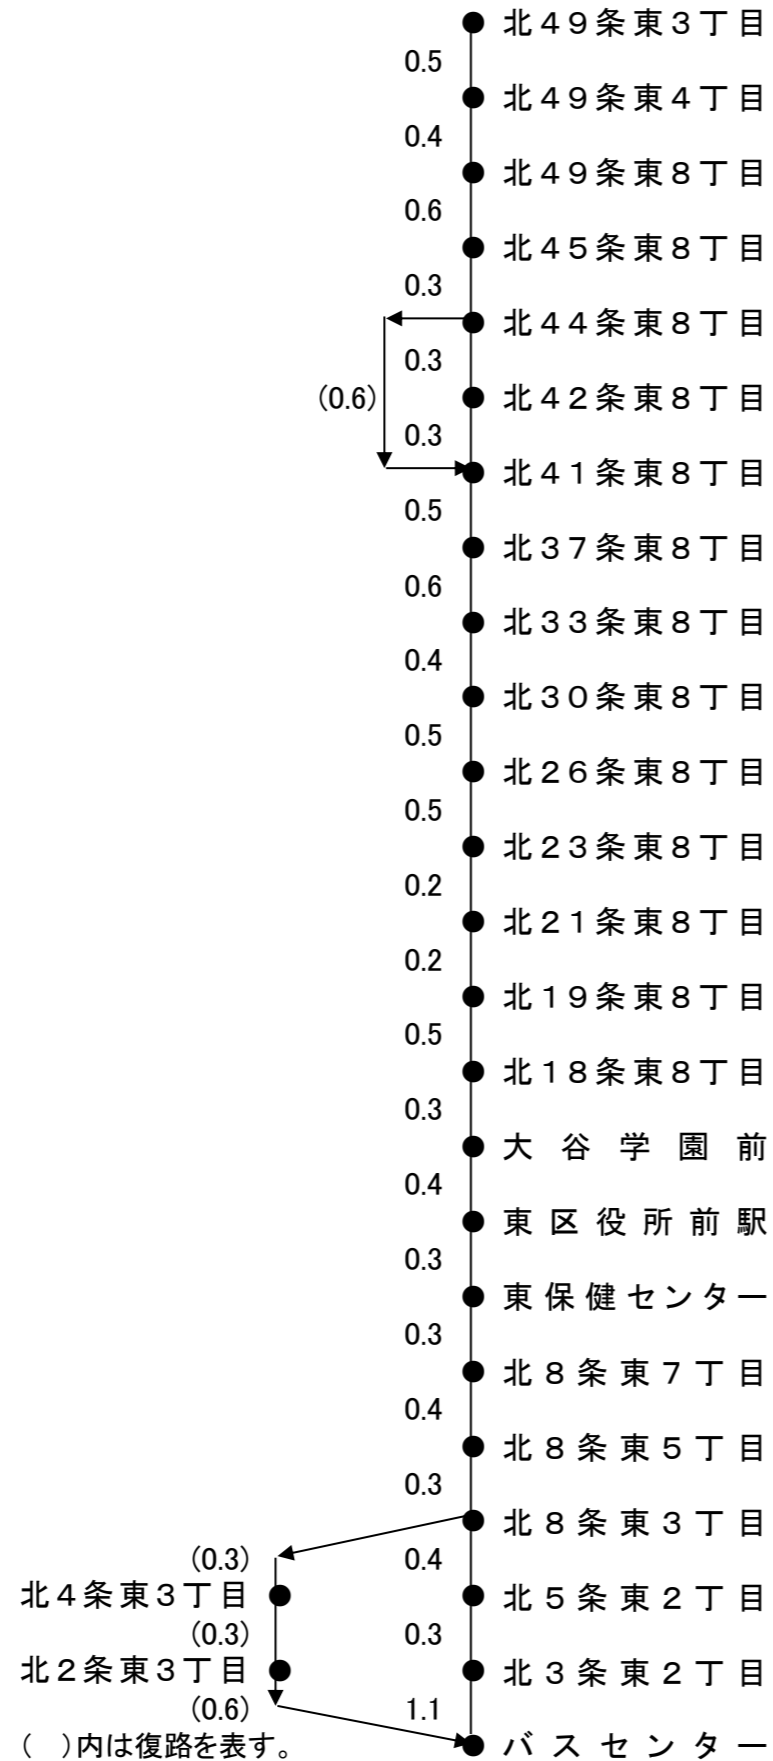 北49条東3丁目
0.5
北49条東4丁目
0.4
北49条東8丁目
0.6
北45条東8丁目
0.3
北44条東8丁目
0.3
(0.6)
北42条東8丁目
0.3
北41条東8丁目
0.5
北37条東8丁目
0.6
北33条東8丁目
0.4
北30条東8丁目
0.5
北26条東8丁目
0.5
北23条東8丁目
0.2
北21条東8丁目
0.2
北19条東8丁目
0.5
北18条東8丁目
0.3
大谷学園前
0.4
東区役所前駅
0.3
東保健センター
0.3
北8条東7丁目
0.4
北8条東5丁目
0.3
北8条東3丁目
(0.3) 0.4
北4条東3丁目 北5条東2丁目
(0.3) 0.3
北2条東3丁目 北3条東2丁目
(0.6) 1.1
(　)内は復路を表す。 バスセンター